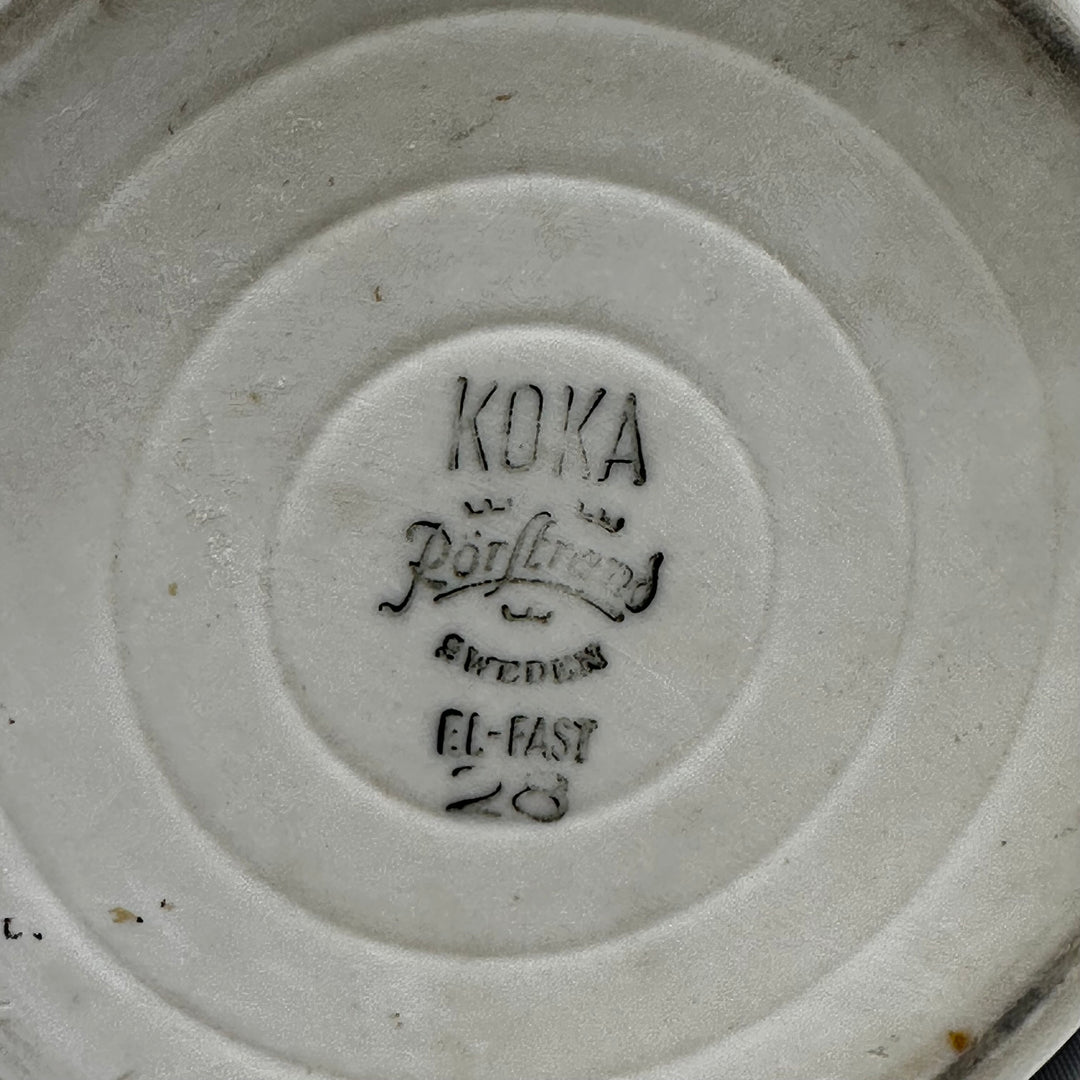 KOKA
Rörstrand
SWEDEN
EL-FAST
28